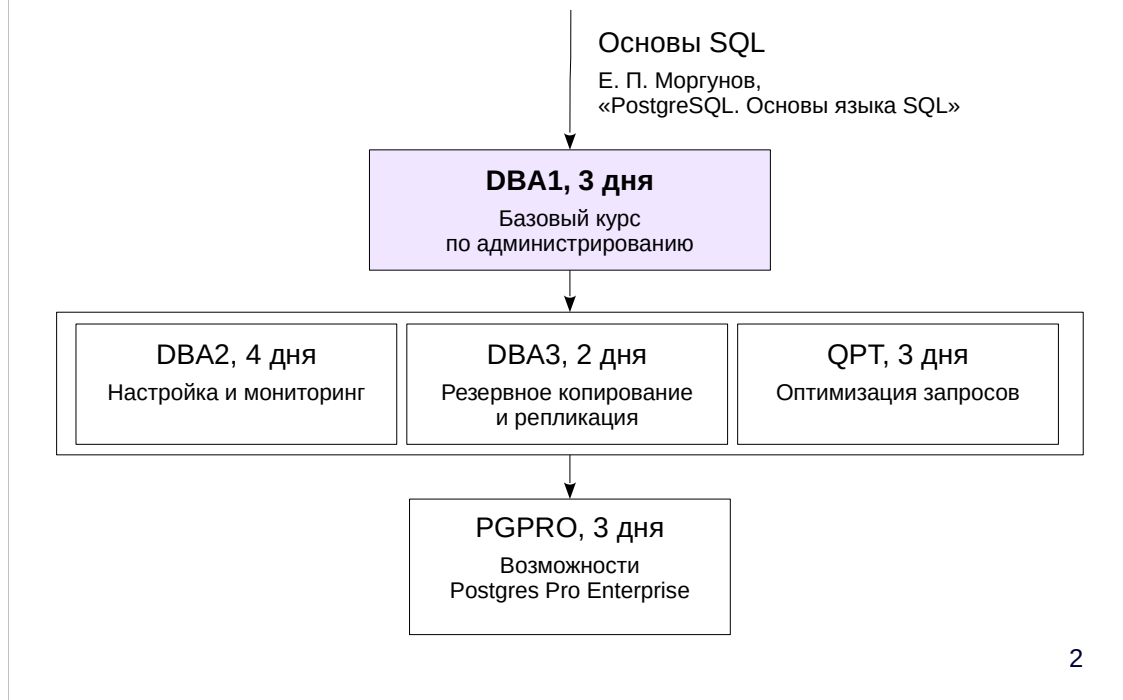 Основы SQL
Е. П. Моргунов,
«PostgreSQL. Основы языка SQL»
DBA1, 3 дня
Базовый курс
по администрированию
DBA2, 4 дня
Настройка и мониторинг
DBA3, 2 дня
Резервное копирование
и репликация
QPT, 3 дня
Оптимизация запросов
PGPRO, 3 дня
Возможности
Postgres Pro Enterprise
2